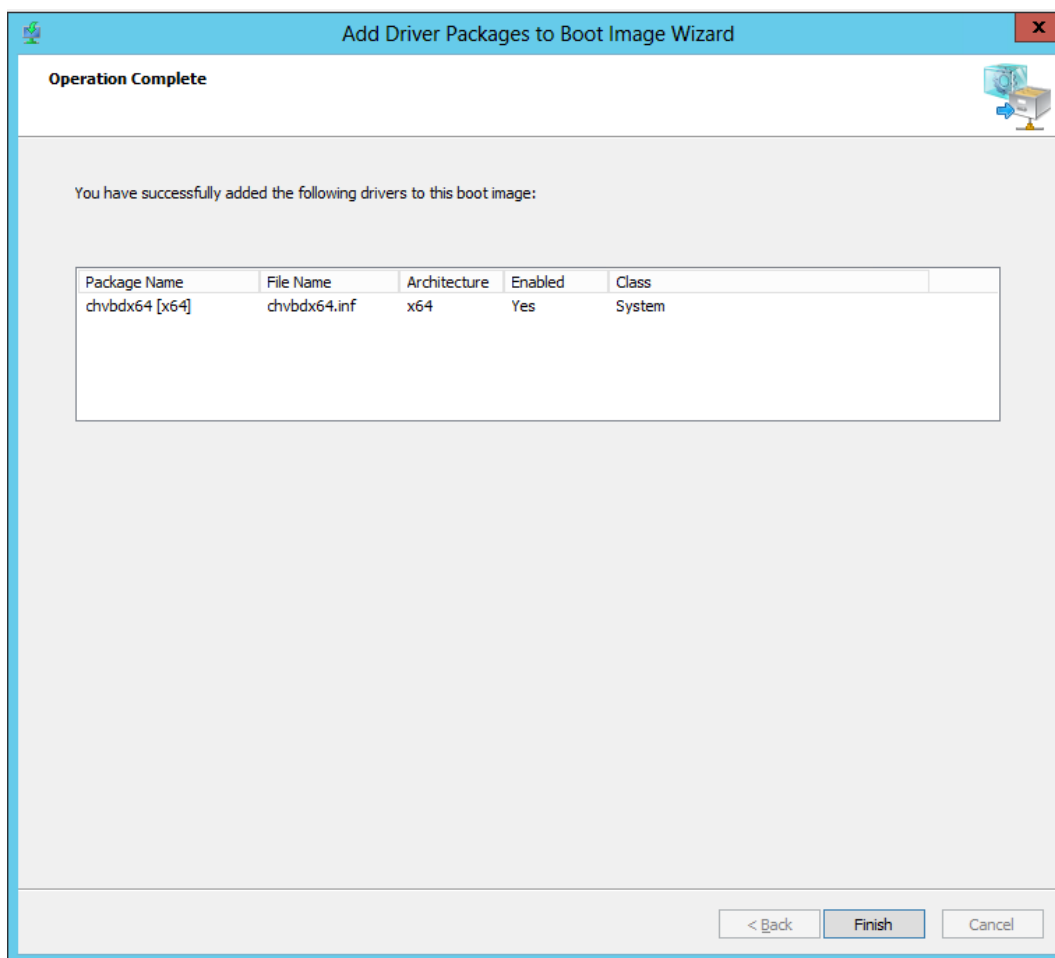 Add Driver Packages to Boot Image Wizard
x
Operation Complete
You have successfully added the following drivers to this boot image:
Package Name File Name Architecture Enabled Class
chvbdx64 [x64] chvbdx64.inf x64 Yes System
< Back Finish Cancel